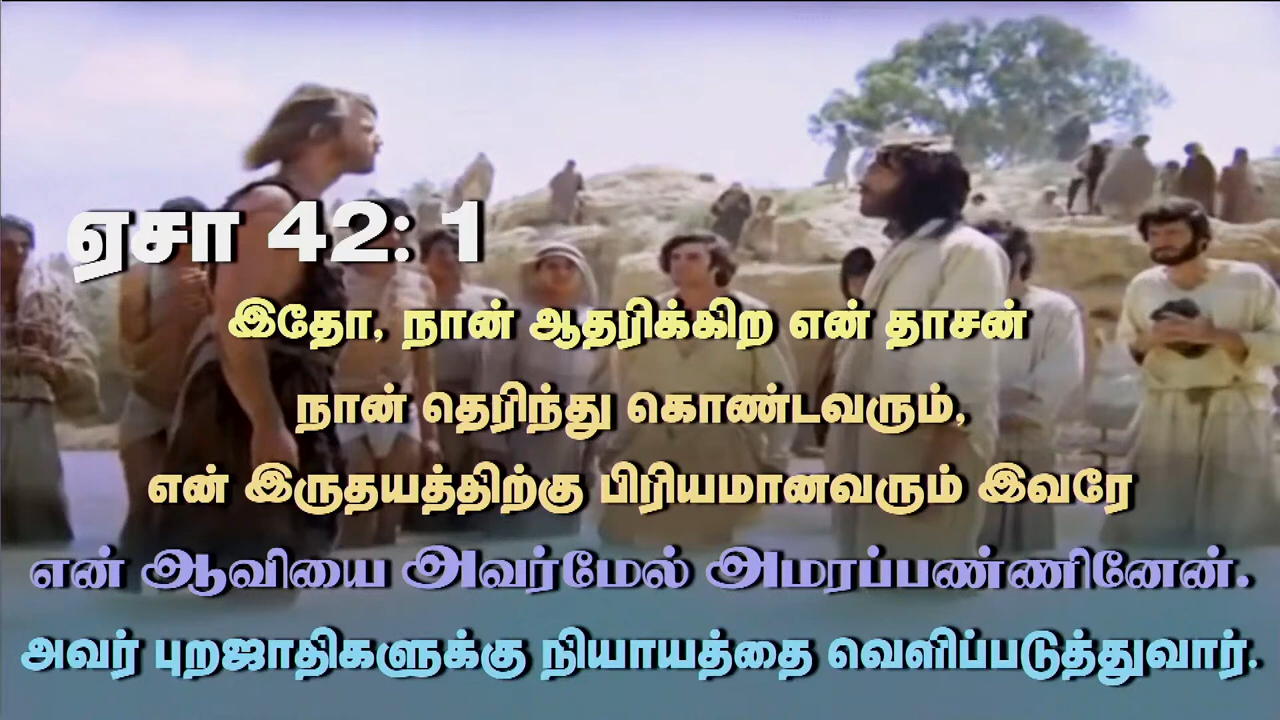 ஏசா 42: 1
இதோ, நான் ஆதரிக்கிற என் தாசன்
நான் தெரிந்து கொண்டவரும்,
என் இருதயத்திற்கு பிரியமானவரும் இவரே
என் ஆவியை அவர்மேல் அமரப்பண்ணினேன்.
அவர் புறஜாதிகளுக்கு நியாயத்தை வெளிப்படுத்துவார்.